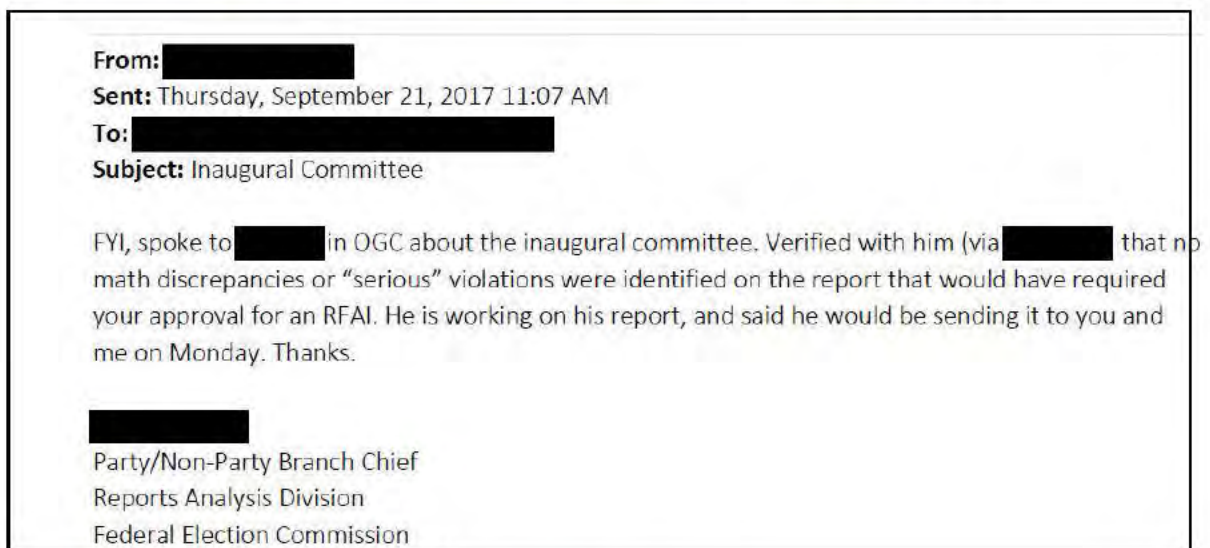 From:
Sent: Thursday, September 21, 2017 11:07 AM
To:
Subject: Inaugural Committee
FYI, spoke to in OGC about the inaugural committee. Verified with him (via that no
math discrepancies or “serious” violations were identified on the report that would have required
your approval for an RFAI. He is working on his report, and said he would be sending it to you and
me on Monday. Thanks.
Party/Non-Party Branch Chief
Reports Analysis Division
Federal Election Commission